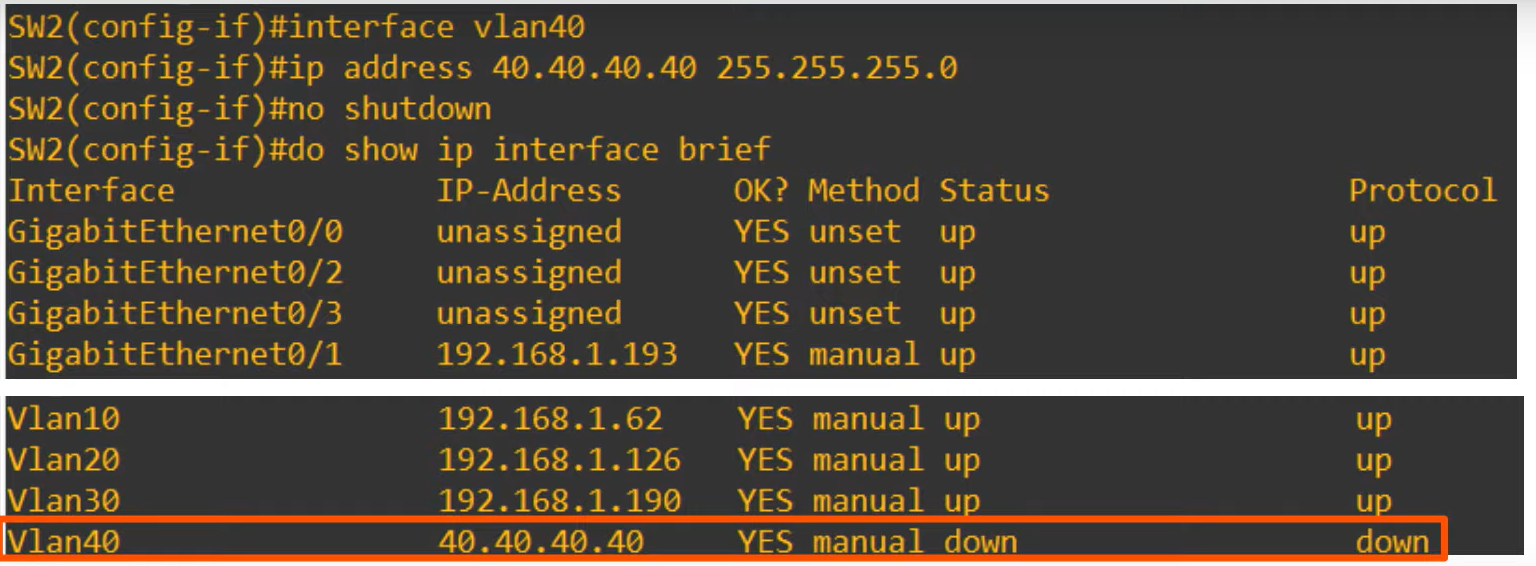 SW2(config-if)#interface vlan40
SW2(config-if)#ip address 40.40.40.40 255.255.255.0
SW2(config-if)#no shutdown
SW2(config-if)#do show ip interface brief
Interface IP-Address OK? Method Status Protocol
GigabitEthernet0/0 unassigned YES unset up up
GigabitEthernet0/2 unassigned YES unset up up
GigabitEthernet0/3 unassigned YES unset up up
GigabitEthernet0/1 192.168.1.193 YES manual up up
Vlan10 192.168.1.62 YES manual up up
Vlan20 192.168.1.126 YES manual up up
Vlan30 192.168.1.190 YES manual up up
Vlan40 40.40.40.40 YES manual down down